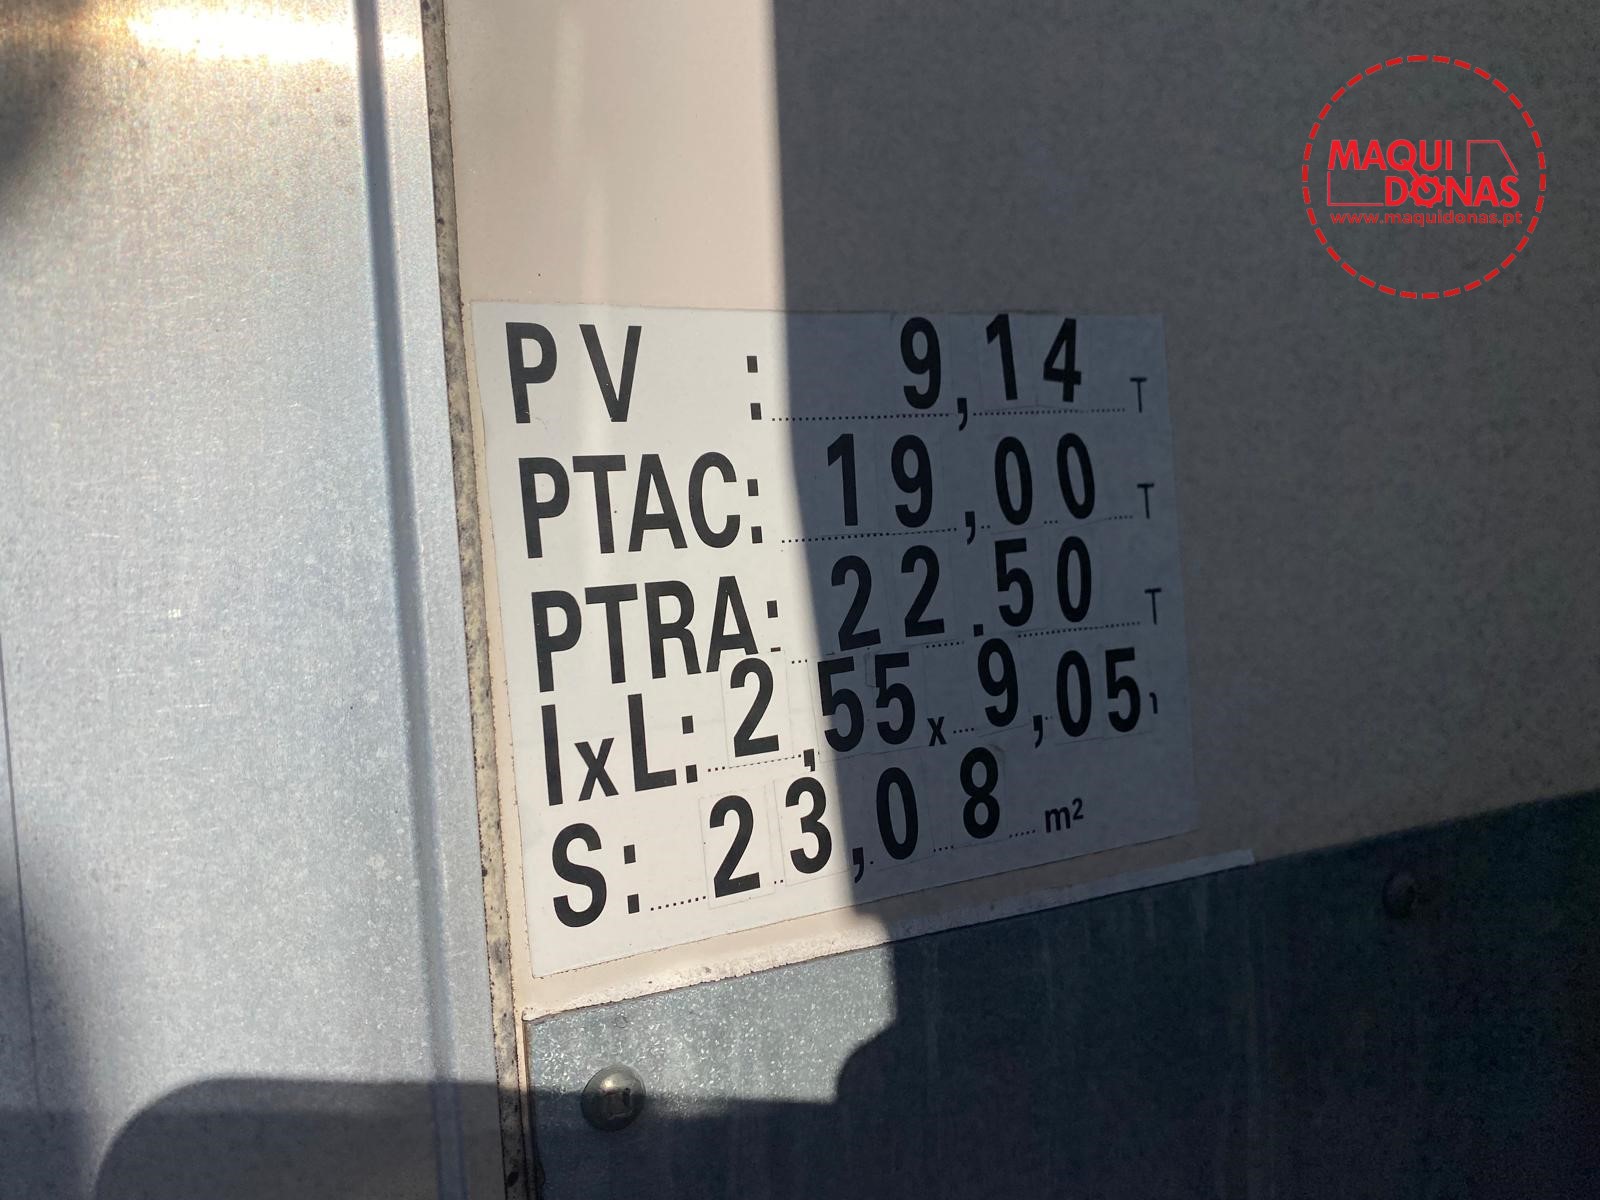 MAQUI
DONAS
www.maquidonas.pt
PV : 9,14 T
PTAC: 19,00 T
PTRA: 22.50 T
lxL: 2,55 x 9,05
S: 23,08 m²